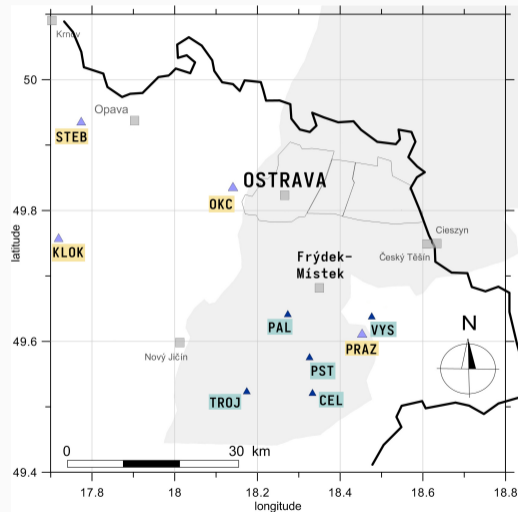 Krnov
50
Opava
STEB
OSTRAVA
OKC
49.8
KLOK
Cieszyn
Český Těšín
Frýdek-
Místek
latitude
N
PAL
VYS
49.6
PRAZ
Nový Jičín
PST
TROJ
CEL
0 30 km
49.4
17.8 18 18.2 18.4 18.6 18.8
longitude